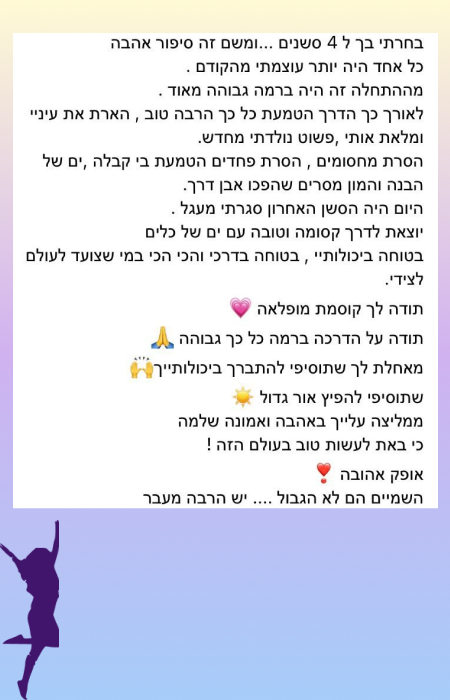 בחרתי בך ל 4 סשנים ...ומשם זה סיפור אהבה
כל אחד היה יותר עוצמתי מהקודם .
מההתחלה זה היה ברמה גבוהה מאוד .
לאורך כך הדרך הטמעת כל כך הרבה טוב , הארת את עיניי
ומלאת אותי ,פשוט נולדתי מחדש.
הסרת מחסומים , הסרת פחדים הטמעת בי קבלה ,ים של
הבנה והמון מסרים שהפכו אבן דרך.
היום היה הסשן האחרון סגרתי מעגל .
יוצאת לדרך קסומה וטובה עם ים של כלים
בטוחה ביכולותיי , בטוחה בדרכי והכי הכי במי שצועד לעולם
לצידי.
תודה לך קוסמת מופלאה 💗
תודה על הדרכה ברמה כל כך גבוהה 🙏
מאחלת לך שתוסיפי להתברך ביכולותייך🙌
שתוסיפי להפיץ אור גדול ☀️
ממליצה עלייך באהבה ואמונה שלמה
כי באת לעשות טוב בעולם הזה !
אופק אהובה ❣️
השמיים הם לא הגבול .... יש הרבה מעבר